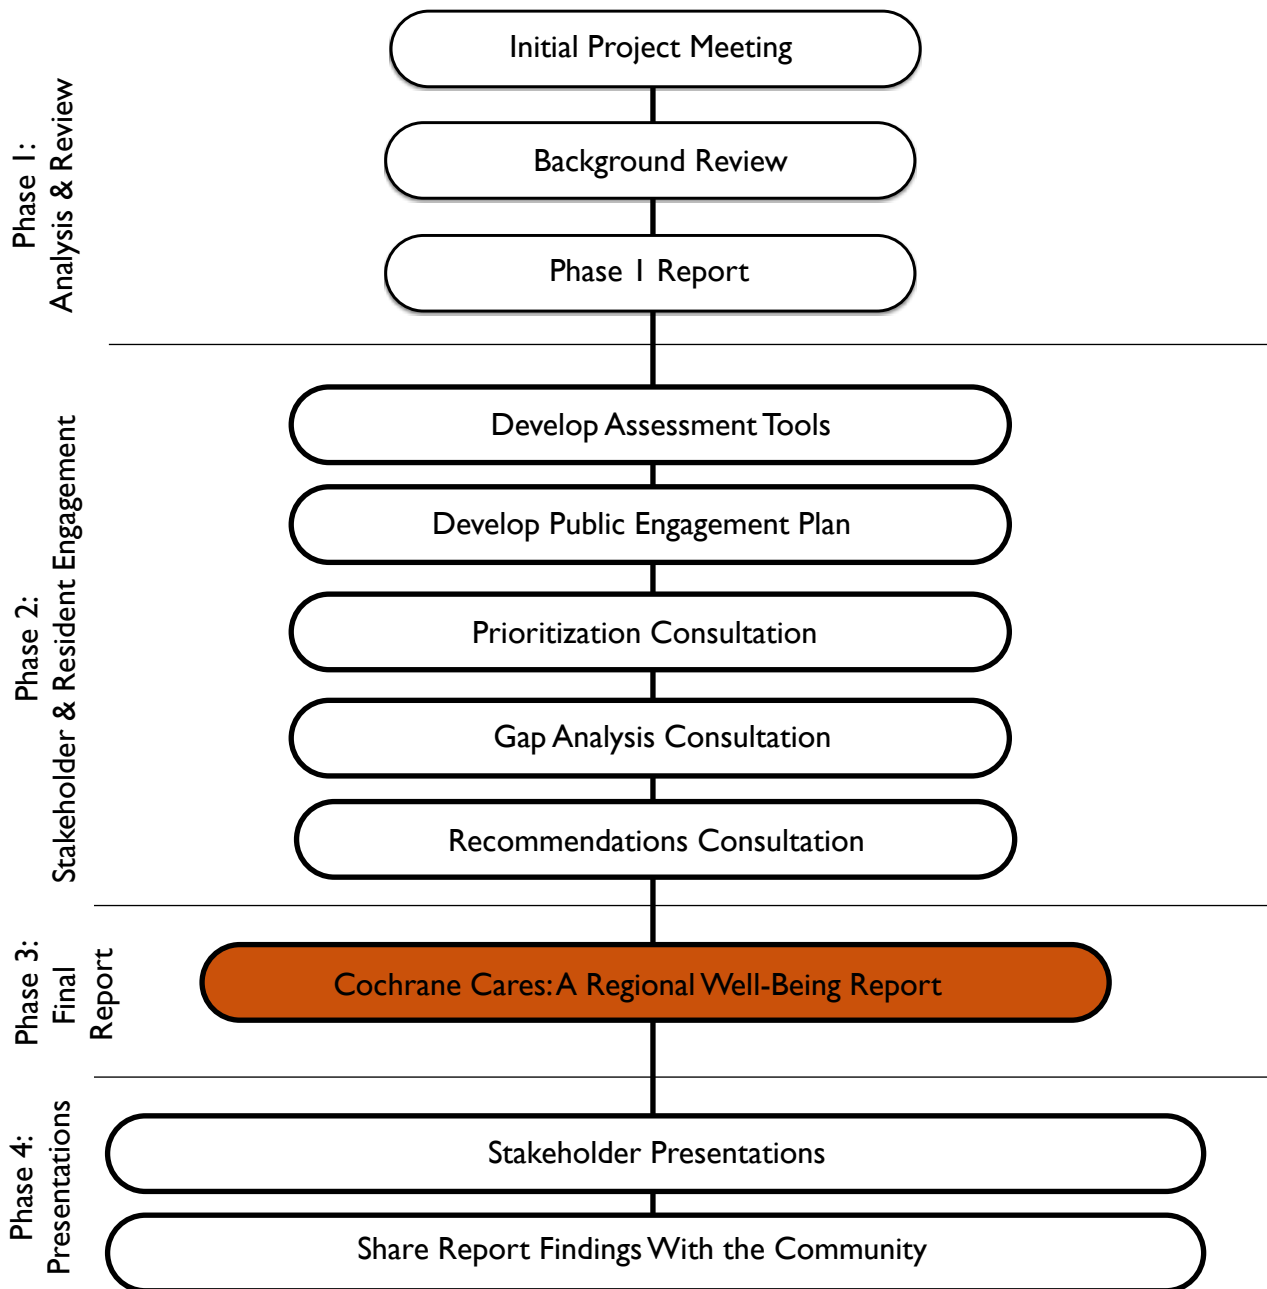 Phase 1:
Analysis & Review
Initial Project Meeting
Background Review
Phase 1 Report
Phase 2:
Stakeholder & Resident Engagement
Develop Assessment Tools
Develop Public Engagement Plan
Prioritization Consultation
Gap Analysis Consultation
Recommendations Consultation
Phase 3:
Final
Report
Cochrane Cares: A Regional Well-Being Report
Phase 4:
Presentations
Stakeholder Presentations
Share Report Findings With the Community